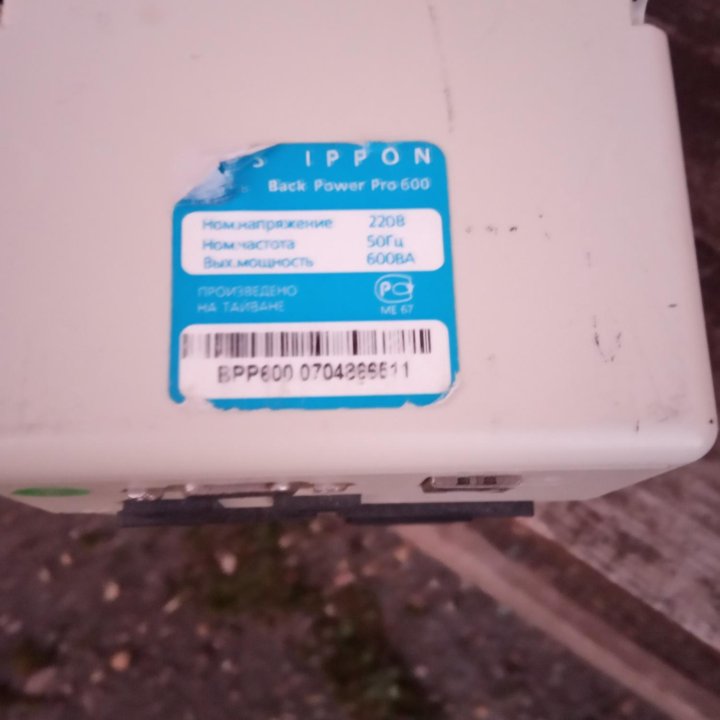 S IPPON
Back Power Pro 600
Ном.напряжение 220В
Ном.частота 50Гц
Вых.мощность 600ВА
ПРОИЗВЕДЕНО
НА ТАЙВАНЕ
МЕ 67
BPP600